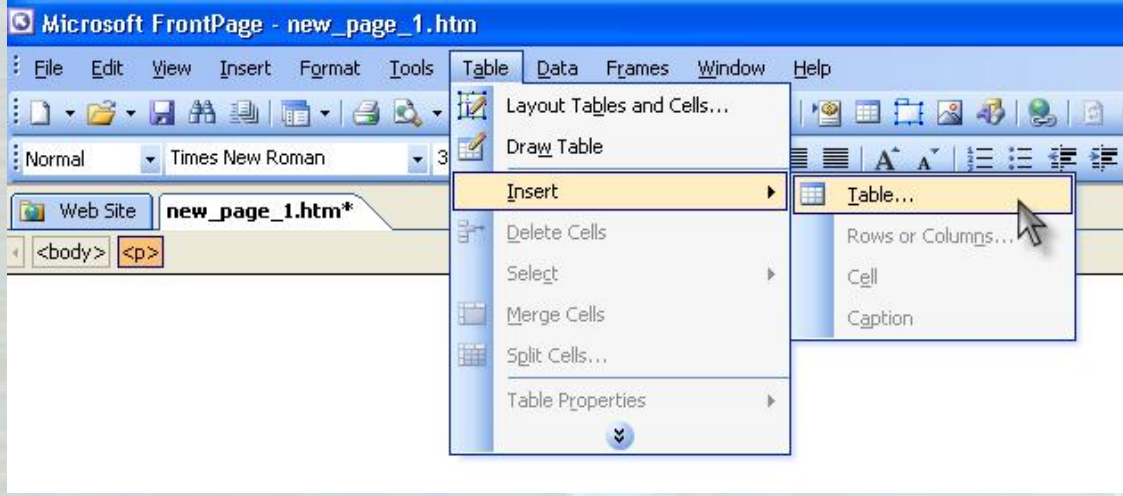 Microsoft FrontPage - new_page_1.htm
File Edit View Insert Format Tools Table Data Frames Window Help
Normal Times New Roman 3
Web Site new_page_1.htm*
<body> <p>
Layout Tables and Cells...
Draw Table
Insert
Delete Cells
Select
Merge Cells
Split Cells...
Table Properties
Table...
Rows or Columns...
Cell
Caption